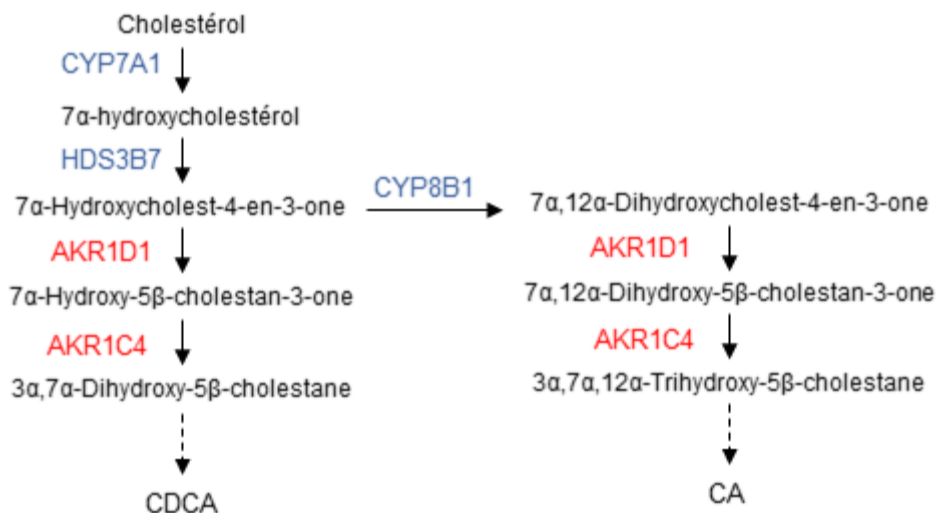 Cholestérol
CYP7A1
7α-hydroxycholestérol
HDS3B7
7α-Hydroxycholest-4-en-3-one
CYP8B1
7α,12α-Dihydroxycholest-4-en-3-one
AKR1D1
AKR1D1
7α-Hydroxy-5β-cholestan-3-one
7α,12α-Dihydroxy-5β-cholestan-3-one
AKR1C4
AKR1C4
3α,7α-Dihydroxy-5β-cholestane
3α,7α,12α-Trihydroxy-5β-cholestane
CDCA
CA